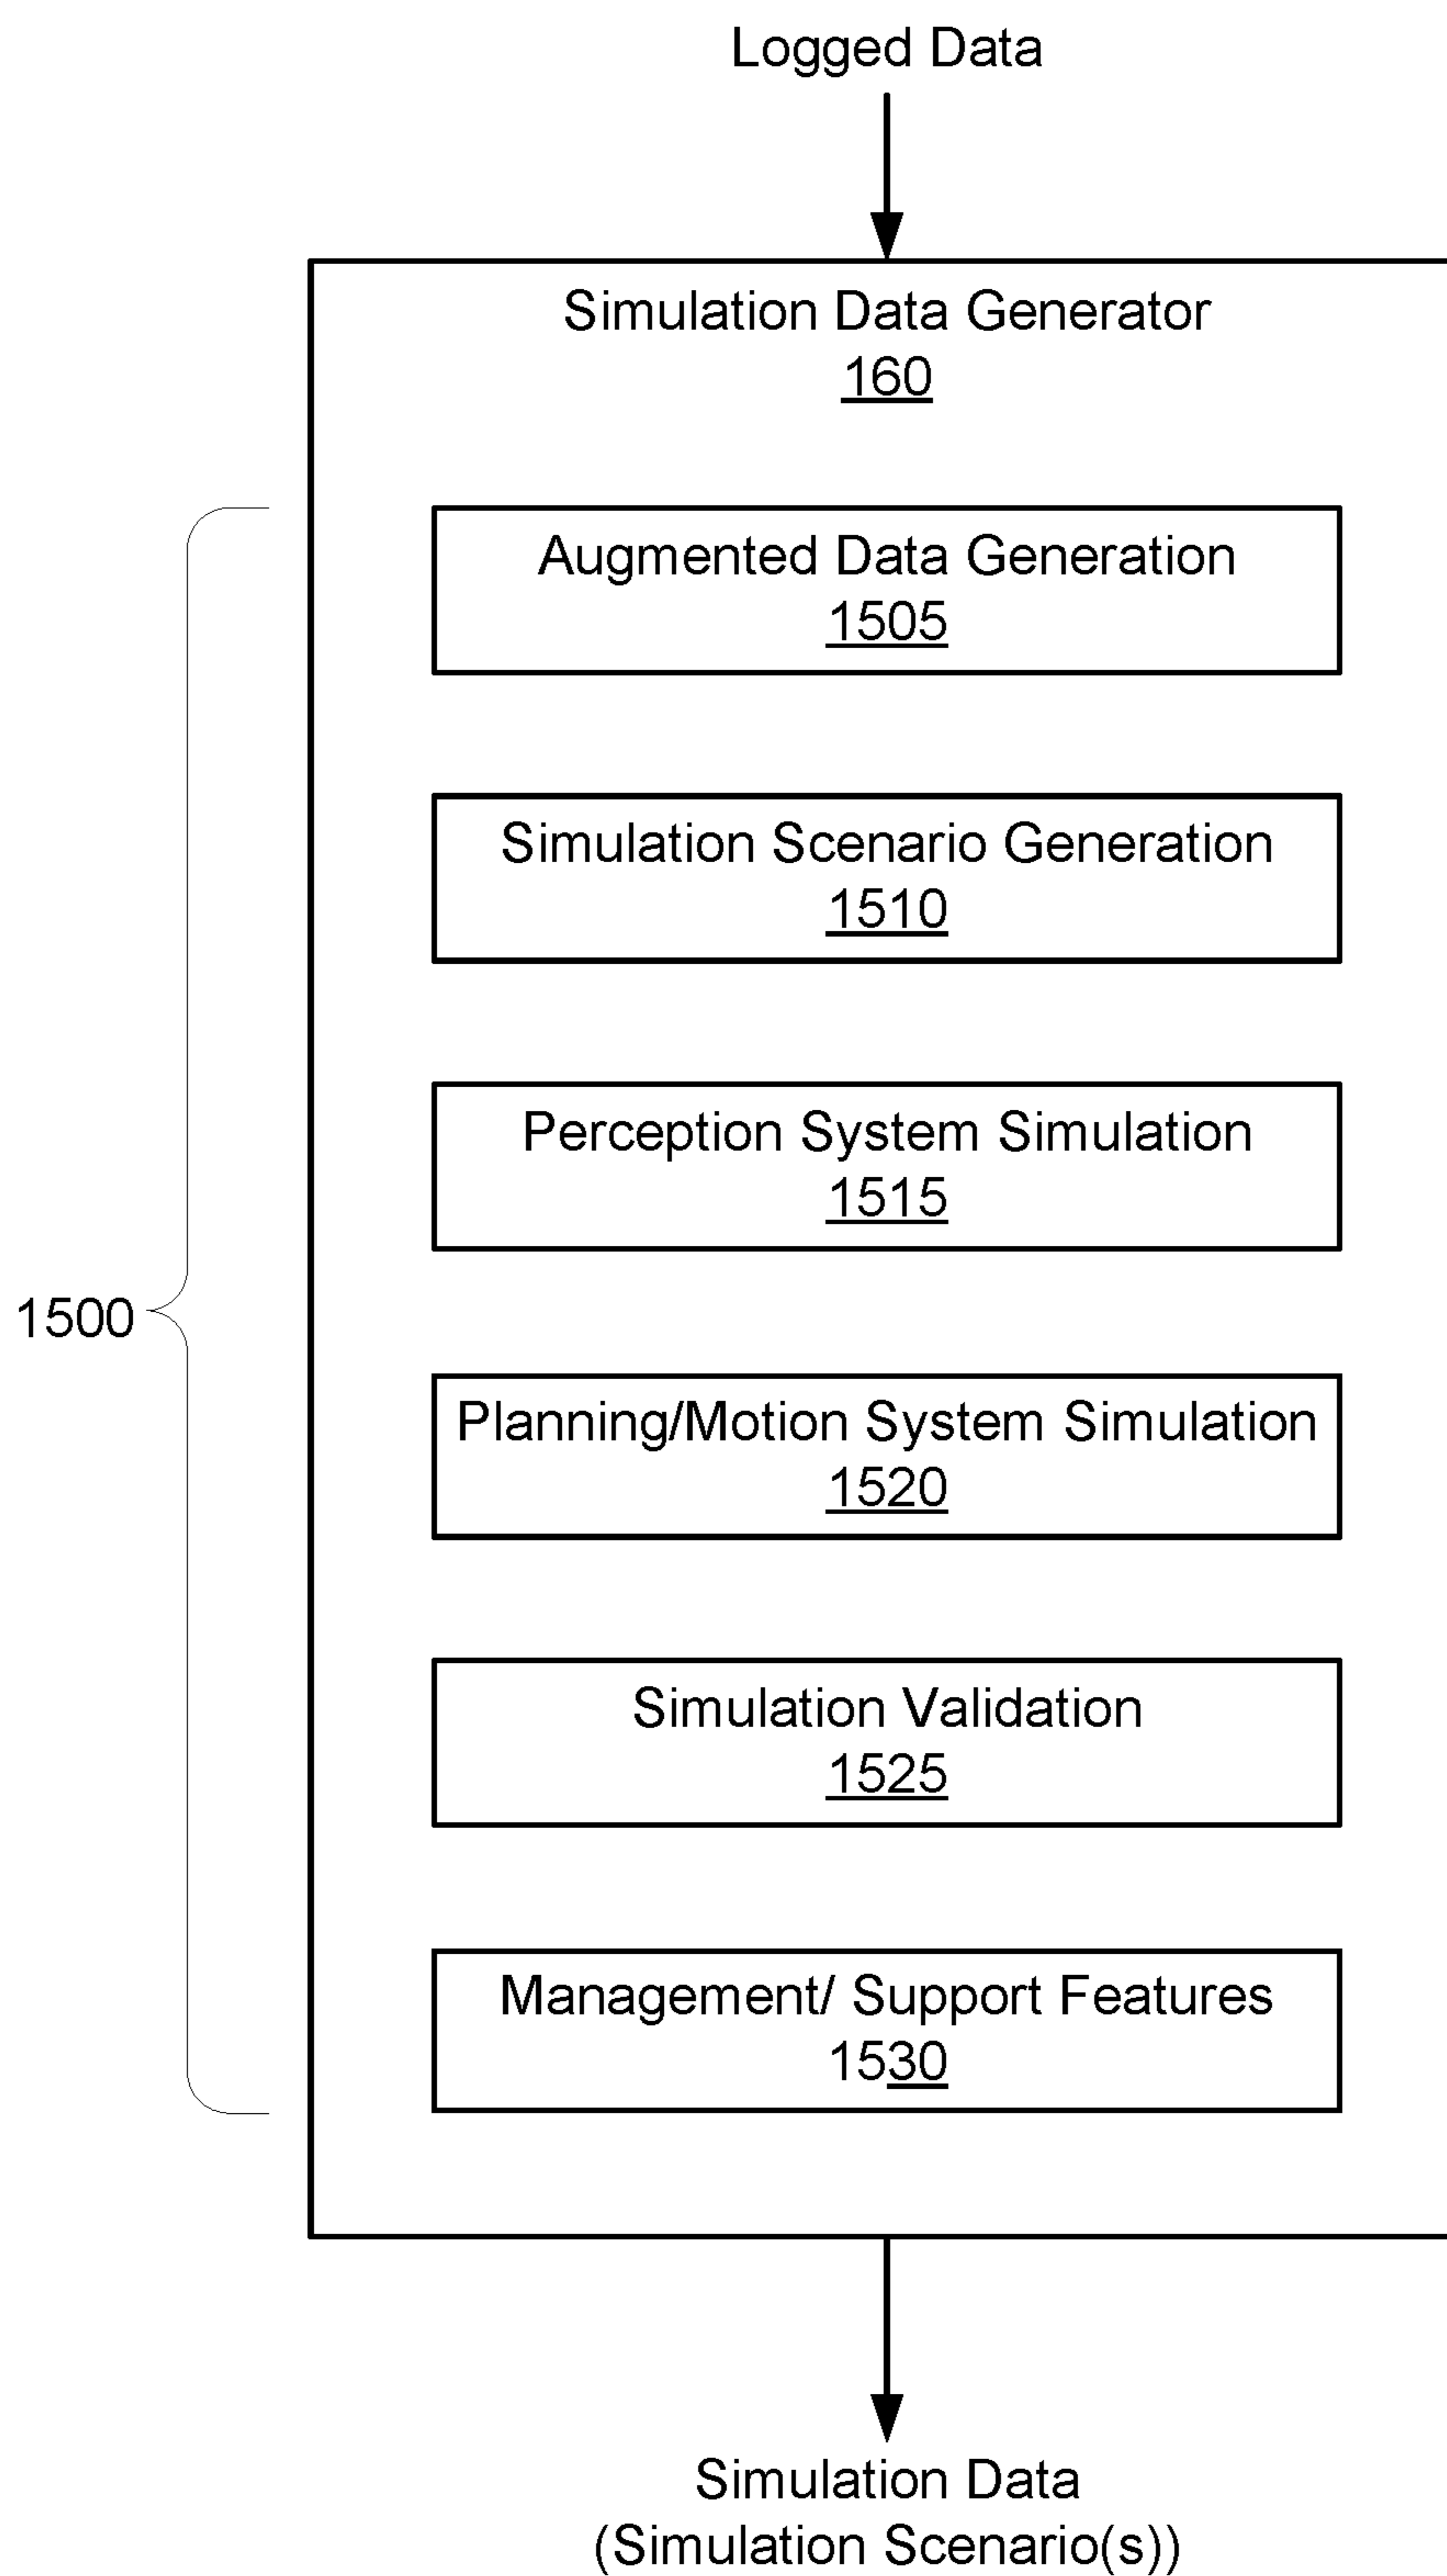 Logged Data
Simulation Data Generator
160
Augmented Data Generation
1505
Simulation Scenario Generation
1510
Perception System Simulation
1515
1500
Planning/Motion System Simulation
1520
Simulation Validation
1525
Management/ Support Features
1530
Simulation Data
(Simulation Scenario(s))